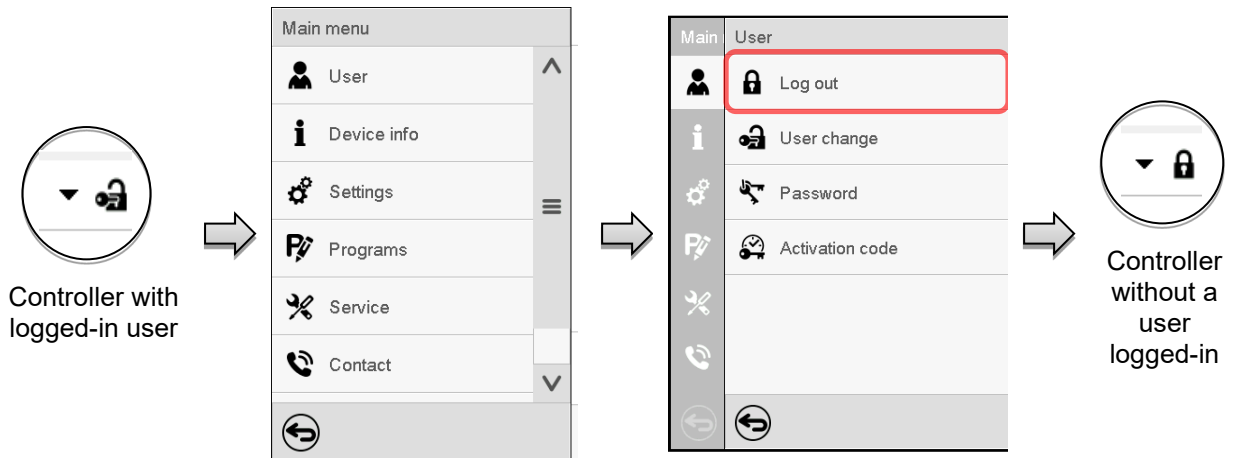 Controller with
logged-in user
Main menu
User
Device info
Settings
Programs
Service
Contact
Main
User
Log out
User change
Password
Activation code
Controller
without a
user
logged-in